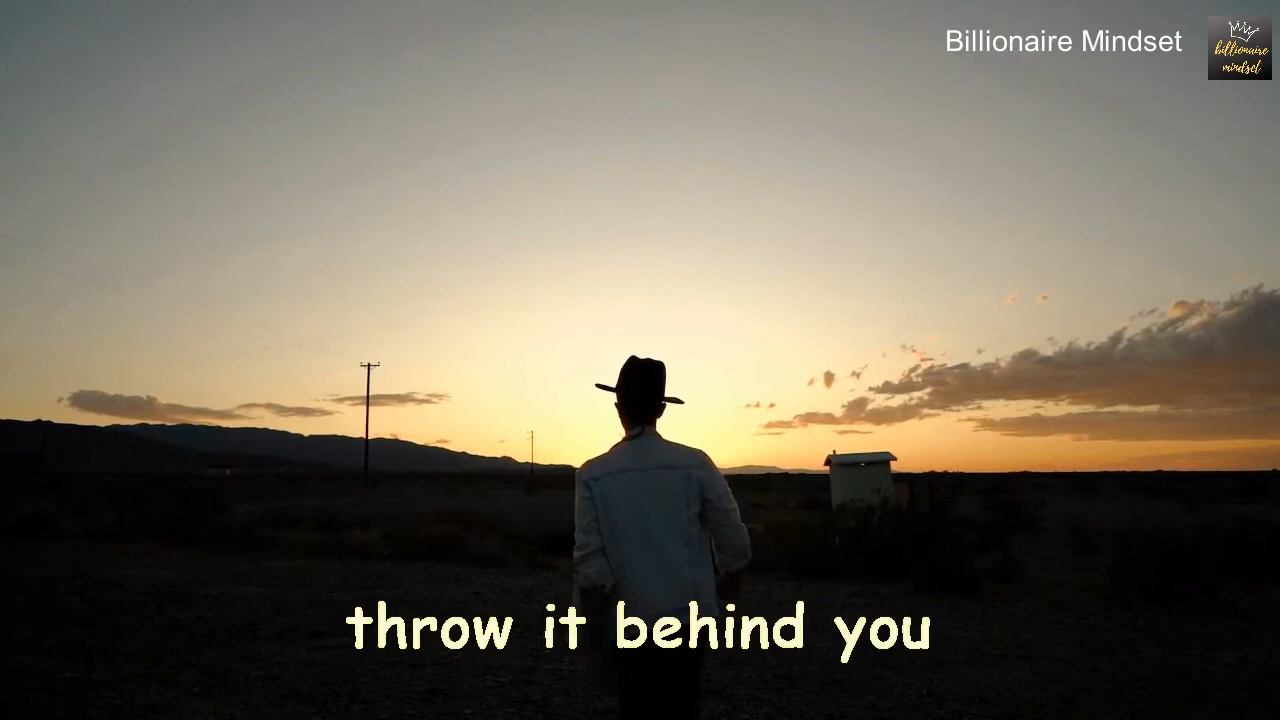 Billionaire Mindset
billionaire
mindset
throw it behind you